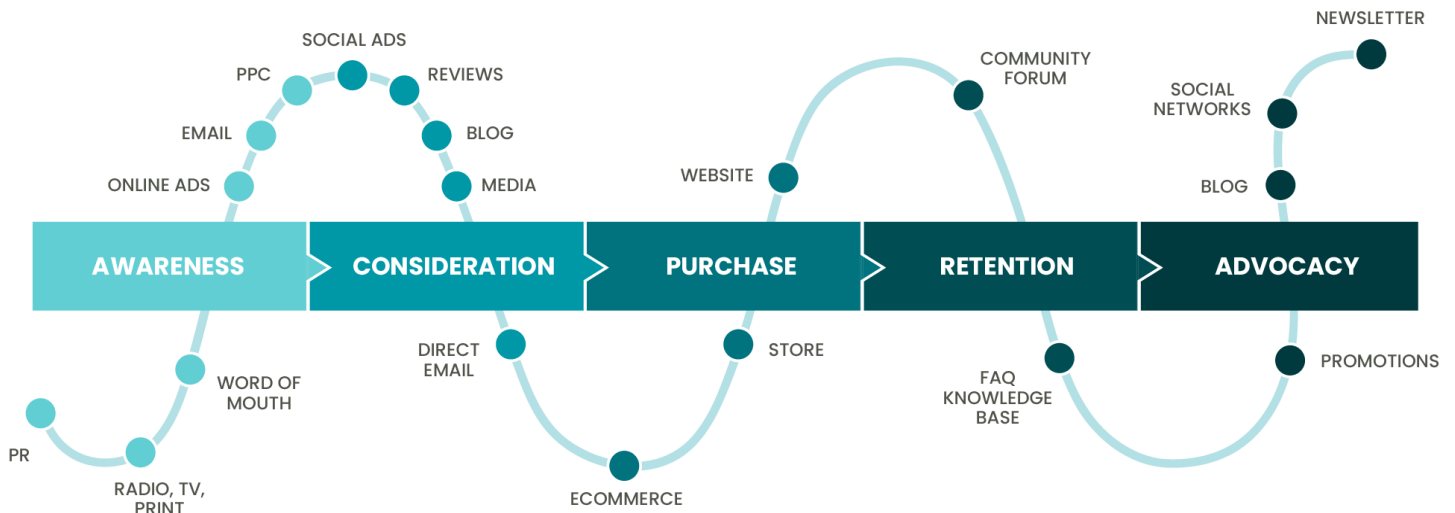 NEWSLETTER
SOCIAL ADS
PPC
REVIEWS
COMMUNITY
FORUM
SOCIAL
NETWORKS
EMAIL
BLOG
WEBSITE
ONLINE ADS
MEDIA
BLOG
AWARENESS
CONSIDERATION
PURCHASE
RETENTION
ADVOCACY
DIRECT
EMAIL
STORE
PROMOTIONS
WORD OF
MOUTH
FAQ
KNOWLEDGE
BASE
PR
RADIO, TV,
PRINT
ECOMMERCE